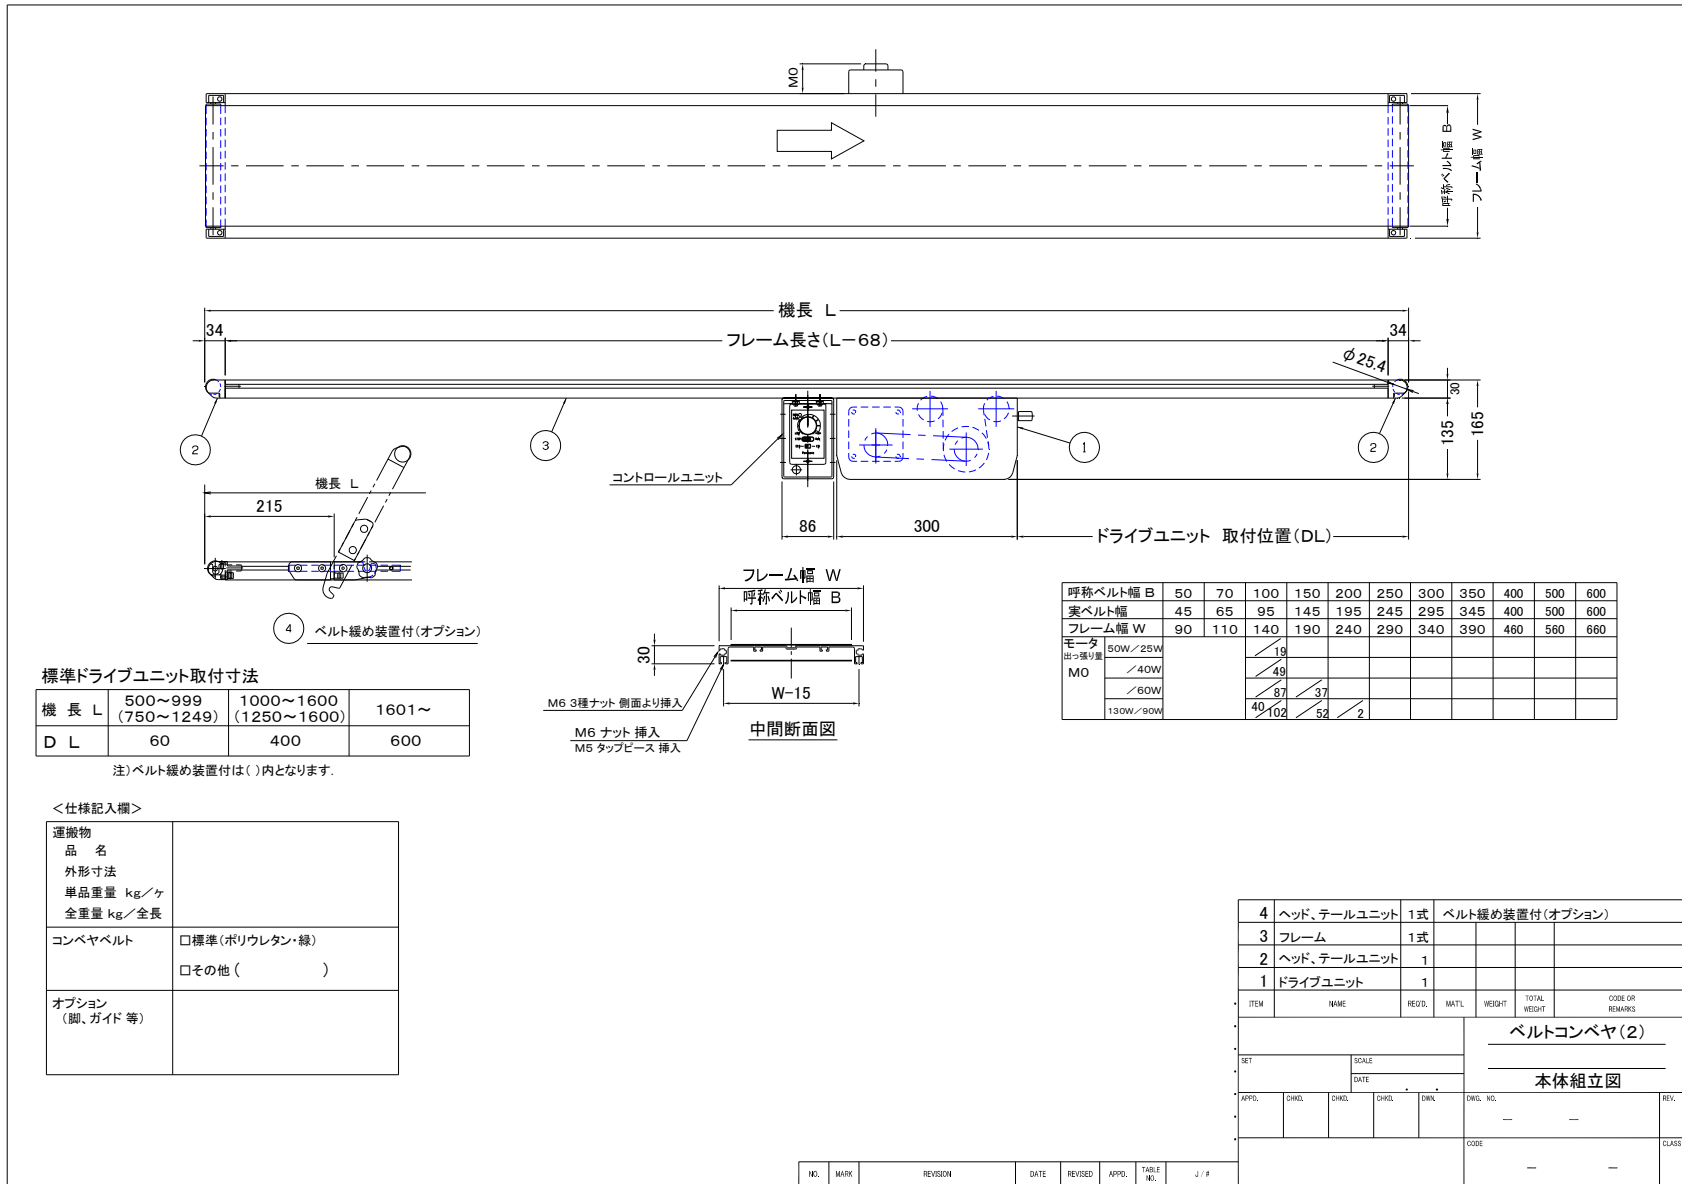 MO
呼称ベルト幅 B
フレーム幅 W
機長 L
34
フレーム長さ(L−68)
34
φ25.4
30
135
165
2
3
1
2
コントロールユニット
86
300
ドライブユニット 取付位置(DL)
機長 L
215
4 ベルト緩め装置付(オプション)
フレーム幅 W
呼称ベルト幅 B
30
W-15
M6 3種ナット 側面より挿入
M6 ナット 挿入
M5 タップピース 挿入
中間断面図
呼称ベルト幅 B 50 70 100 150 200 250 300 350 400 500 600
実ベルト幅 45 65 95 145 195 245 295 345 400 500 600
フレーム幅 W 90 110 140 190 240 290 340 390 460 560 660
モータ
出っ張り量
MO
50W/25W /19
/40W /49
/60W /87 /37
130W/90W 40/102 /52 /2
標準ドライブユニット取付寸法
機 長 L 500〜999 1000〜1600 1601〜
(750〜1249) (1250〜1600)
D L 60 400 600
注)ベルト緩め装置付は( )内となります.
<仕様記入欄>
運搬物
品 名
外形寸法
単品重量 kg/ヶ
全重量 kg/全長
コンベヤベルト □標準(ポリウレタン・緑)
□その他 ( )
オプション
(脚、ガイド 等)
4 ヘッド、テールユニット 1式 ベルト緩め装置付(オプション)
3 フレーム 1式
2 ヘッド、テールユニット 1
1 ドライブユニット 1
ITEM NAME REQ'D. MAT'L WEIGHT TOTAL WEIGHT CODE OR REMARKS
ベルトコンベヤ(2)
SET SCALE
DATE . .
本体組立図
APPD. CHKD. CHKD. CHKD. DWN. DWG. NO. REV.
— —
CODE CLASS
— —
NO. MARK REVISION DATE REVISED APPD. TABLE NO. J / #